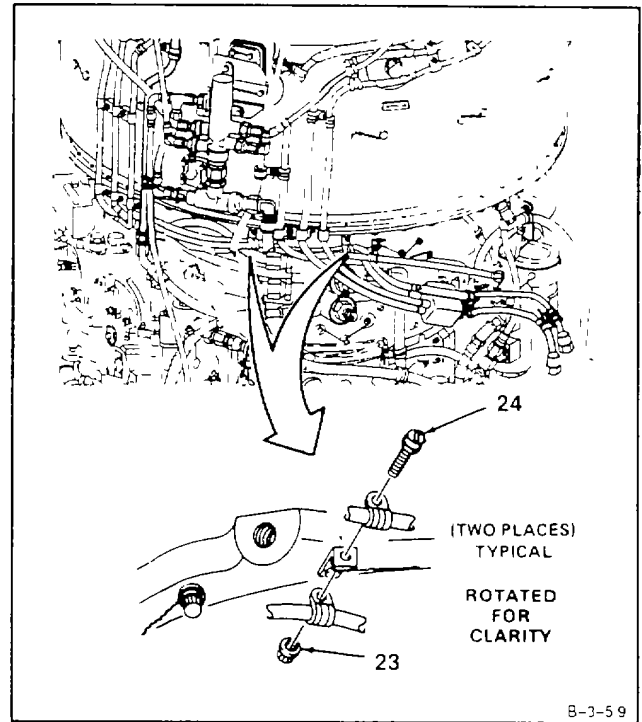 24
(TWO PLACES)
TYPICAL
ROTATED
FOR
CLARITY
23
B-3-59